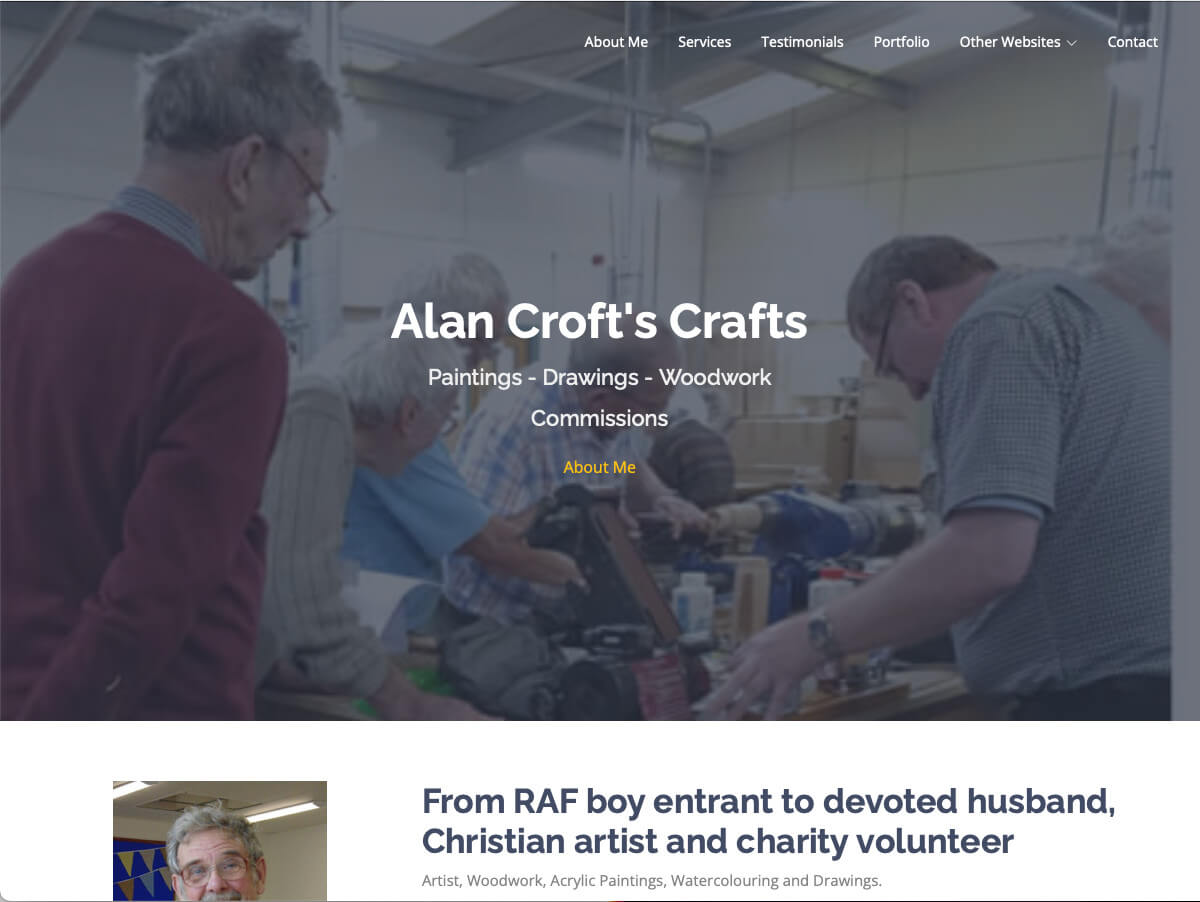 About Me Services Testimonials Portfolio Other Websites Contact
Alan Croft's Crafts
Paintings - Drawings - Woodwork
Commissions
About Me
From RAF boy entrant to devoted husband,
Christian artist and charity volunteer
Artist, Woodwork, Acrylic Paintings, Watercolouring and Drawings.